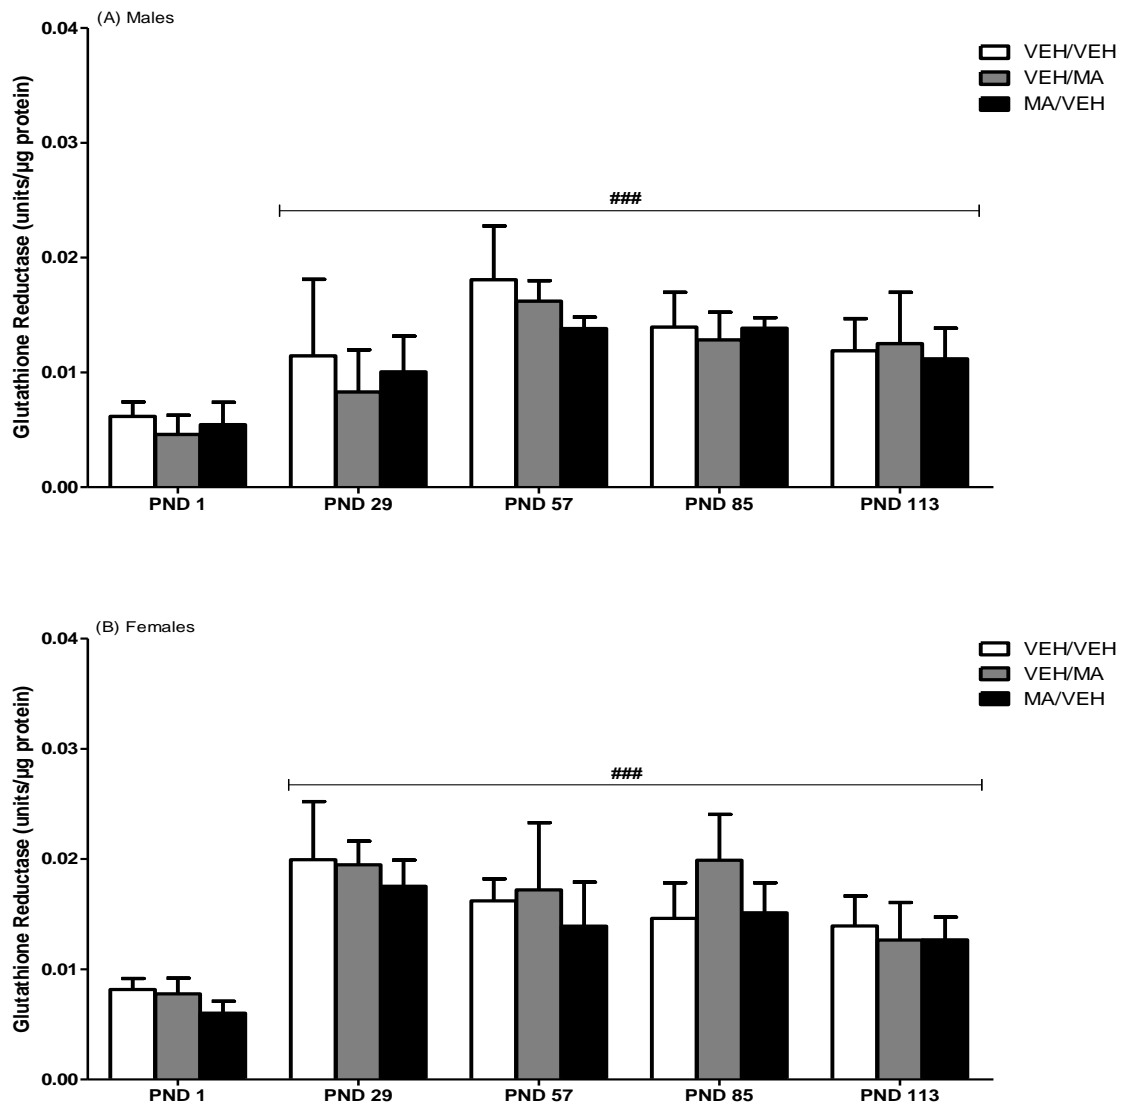 (A) Males
0.04
0.03
0.02
0.01
0.00
Glutathione Reductase (units/µg protein)
VEH/VEH
VEH/MA
MA/VEH
###
PND 1
PND 29
PND 57
PND 85
PND 113
(B) Females
0.04
0.03
0.02
0.01
0.00
Glutathione Reductase (units/µg protein)
VEH/VEH
VEH/MA
MA/VEH
###
PND 1
PND 29
PND 57
PND 85
PND 113